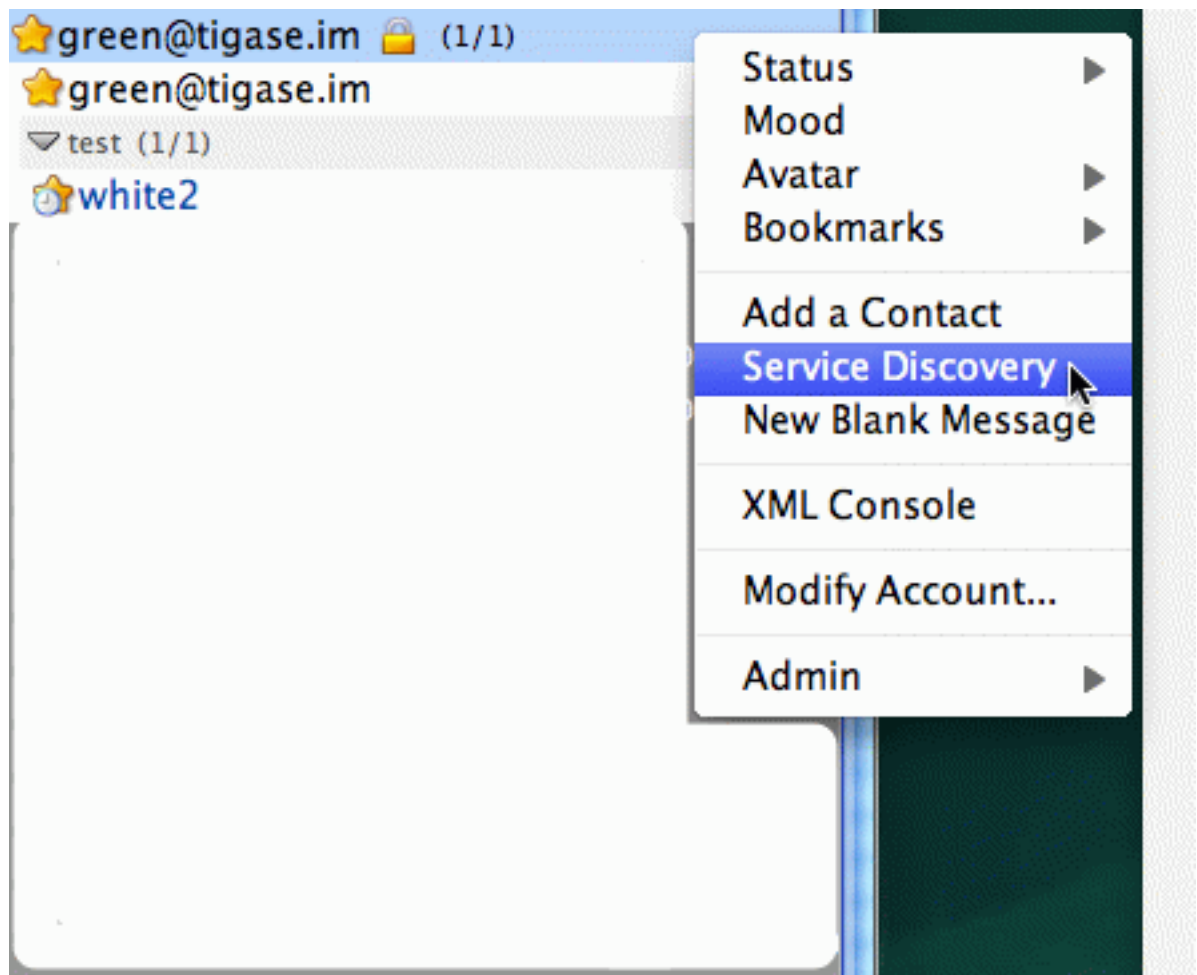 green@tigase.im (1/1)
green@tigase.im
test (1/1)
white2
Status
Mood
Avatar
Bookmarks
Add a Contact
Service Discovery
New Blank Message
XML Console
Modify Account...
Admin